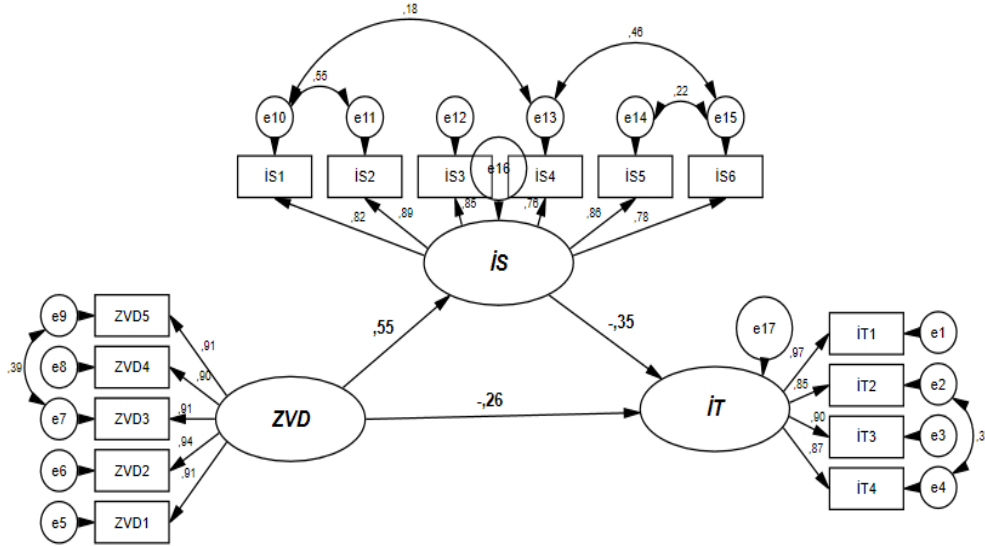 ,18
,46
,55
,22
e10
e11
e12
e13
e14
e15
İS1
İS2
İS3
e16
İS4
İS5
İS6
,82
,89
,85
,76
,86
,78
İS
,55
-,35
-,26
e9
ZVD5
e8
ZVD4
e7
ZVD3
e6
ZVD2
e5
ZVD1
,39
,91
,90
,91
,94
,91
ZVD
e17
İT
,97
,85
,90
,87
İT1
e1
İT2
e2
İT3
e3
İT4
e4
,3